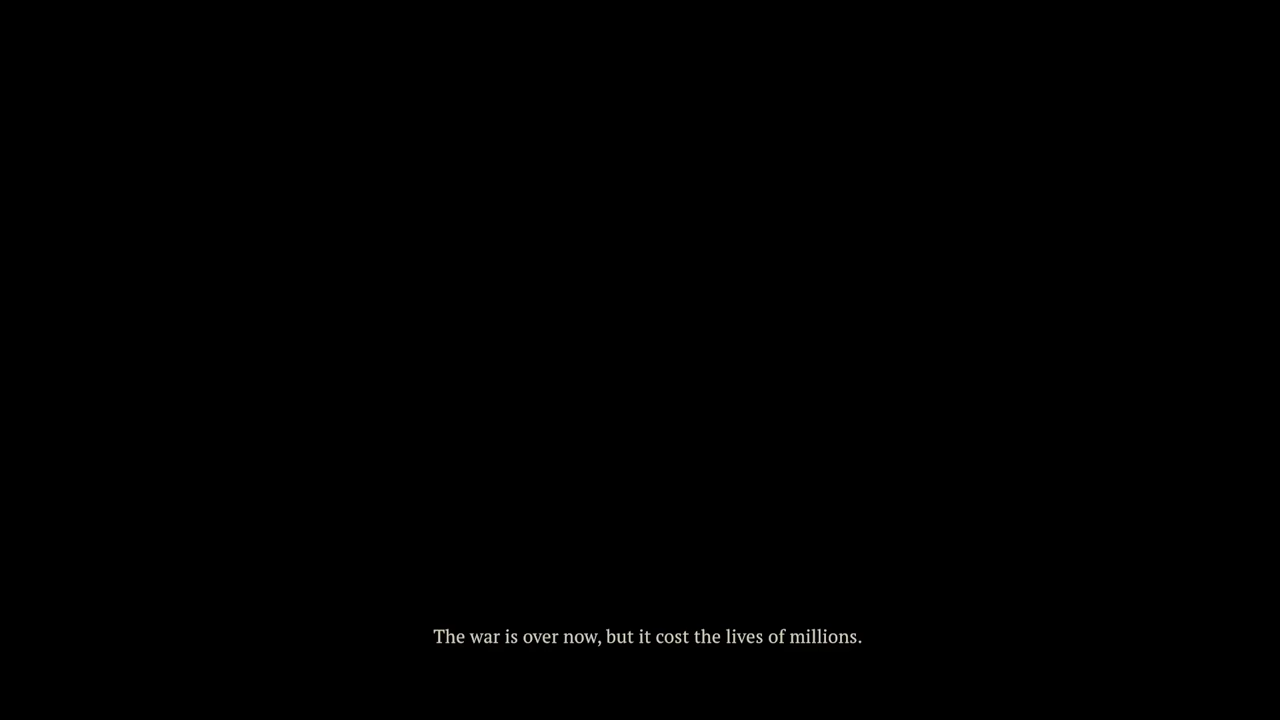 The war is over now, but it cost the lives of millions.